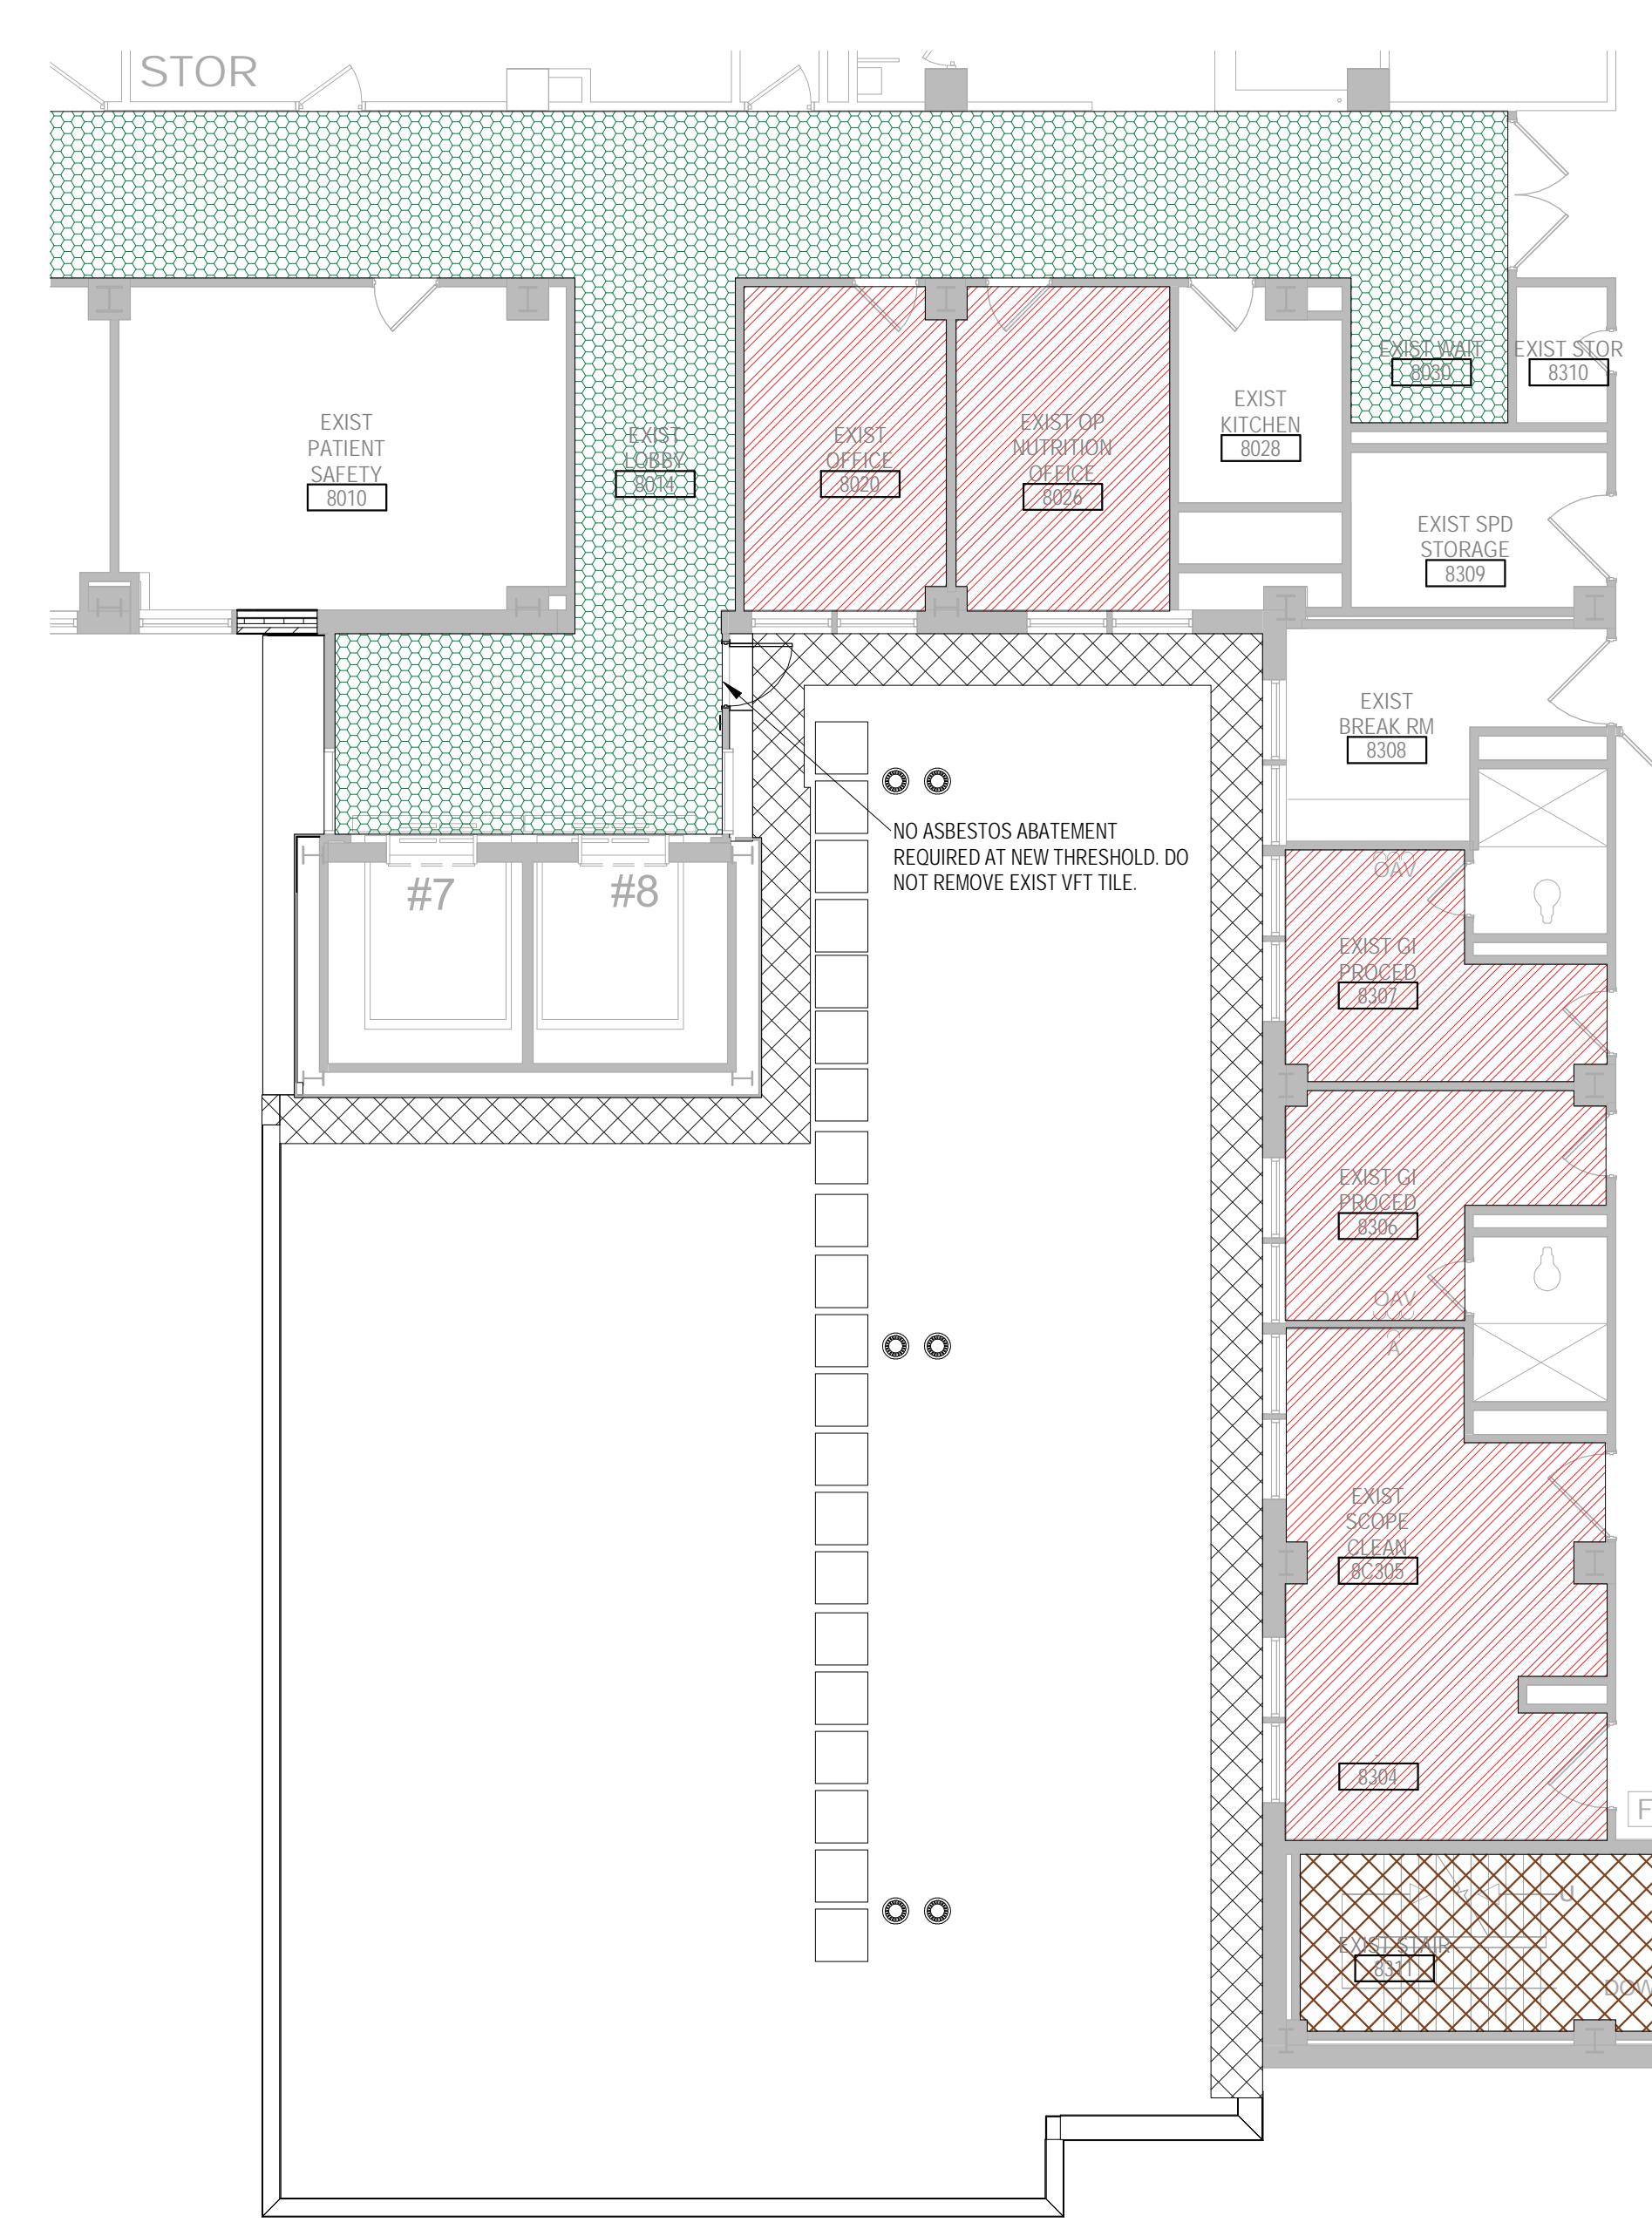 STOR
EXIST WAIT
8030
EXIST STOR
8310
EXIST
PATIENT
SAFETY
8010
EXIST
LOBBY
8014
EXIST
OFFICE
8020
EXIST OP
NUTRITION
OFFICE
8026
EXIST
KITCHEN
8028
EXIST SPD
STORAGE
8309
EXIST
BREAK RM
8308
NO ASBESTOS ABATEMENT
REQUIRED AT NEW THRESHOLD. DO
NOT REMOVE EXIST VFT TILE.
#7
#8
OAV
EXIST GI
PROCED
8307
EXIST GI
PROCED
8306
OAV
A
EXIST
SCOPE
CLEAN
8C305
8304
F
U
EXIST STAIR
8311
DOW